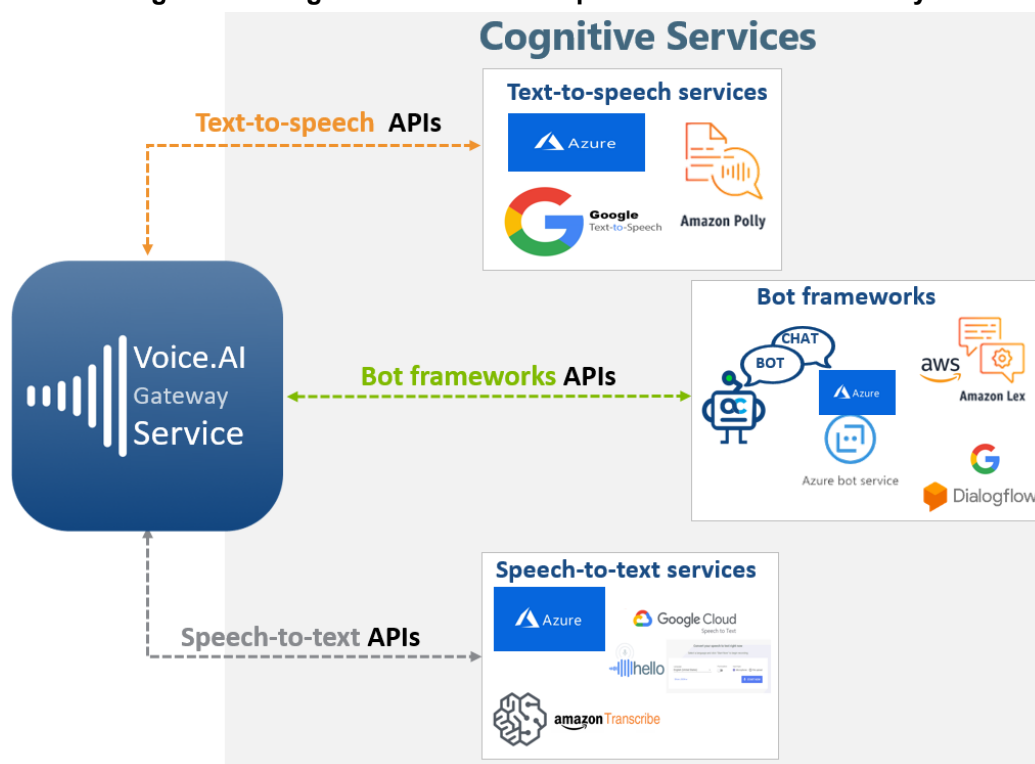 Cognitive Services
Text-to-speech services
Text-to-speech APIs
Azure
Google
Text-to-Speech
Amazon Polly
Bot frameworks
CHAT
BOT
aws
Azure
Amazon Lex
Bot frameworks APIs
Voice.AI
Gateway
Service
Azure bot service
Dialogflow
Speech-to-text services
Azure
Google Cloud
Speech to Text
Speech-to-text APIs
hello
amazon Transcribe